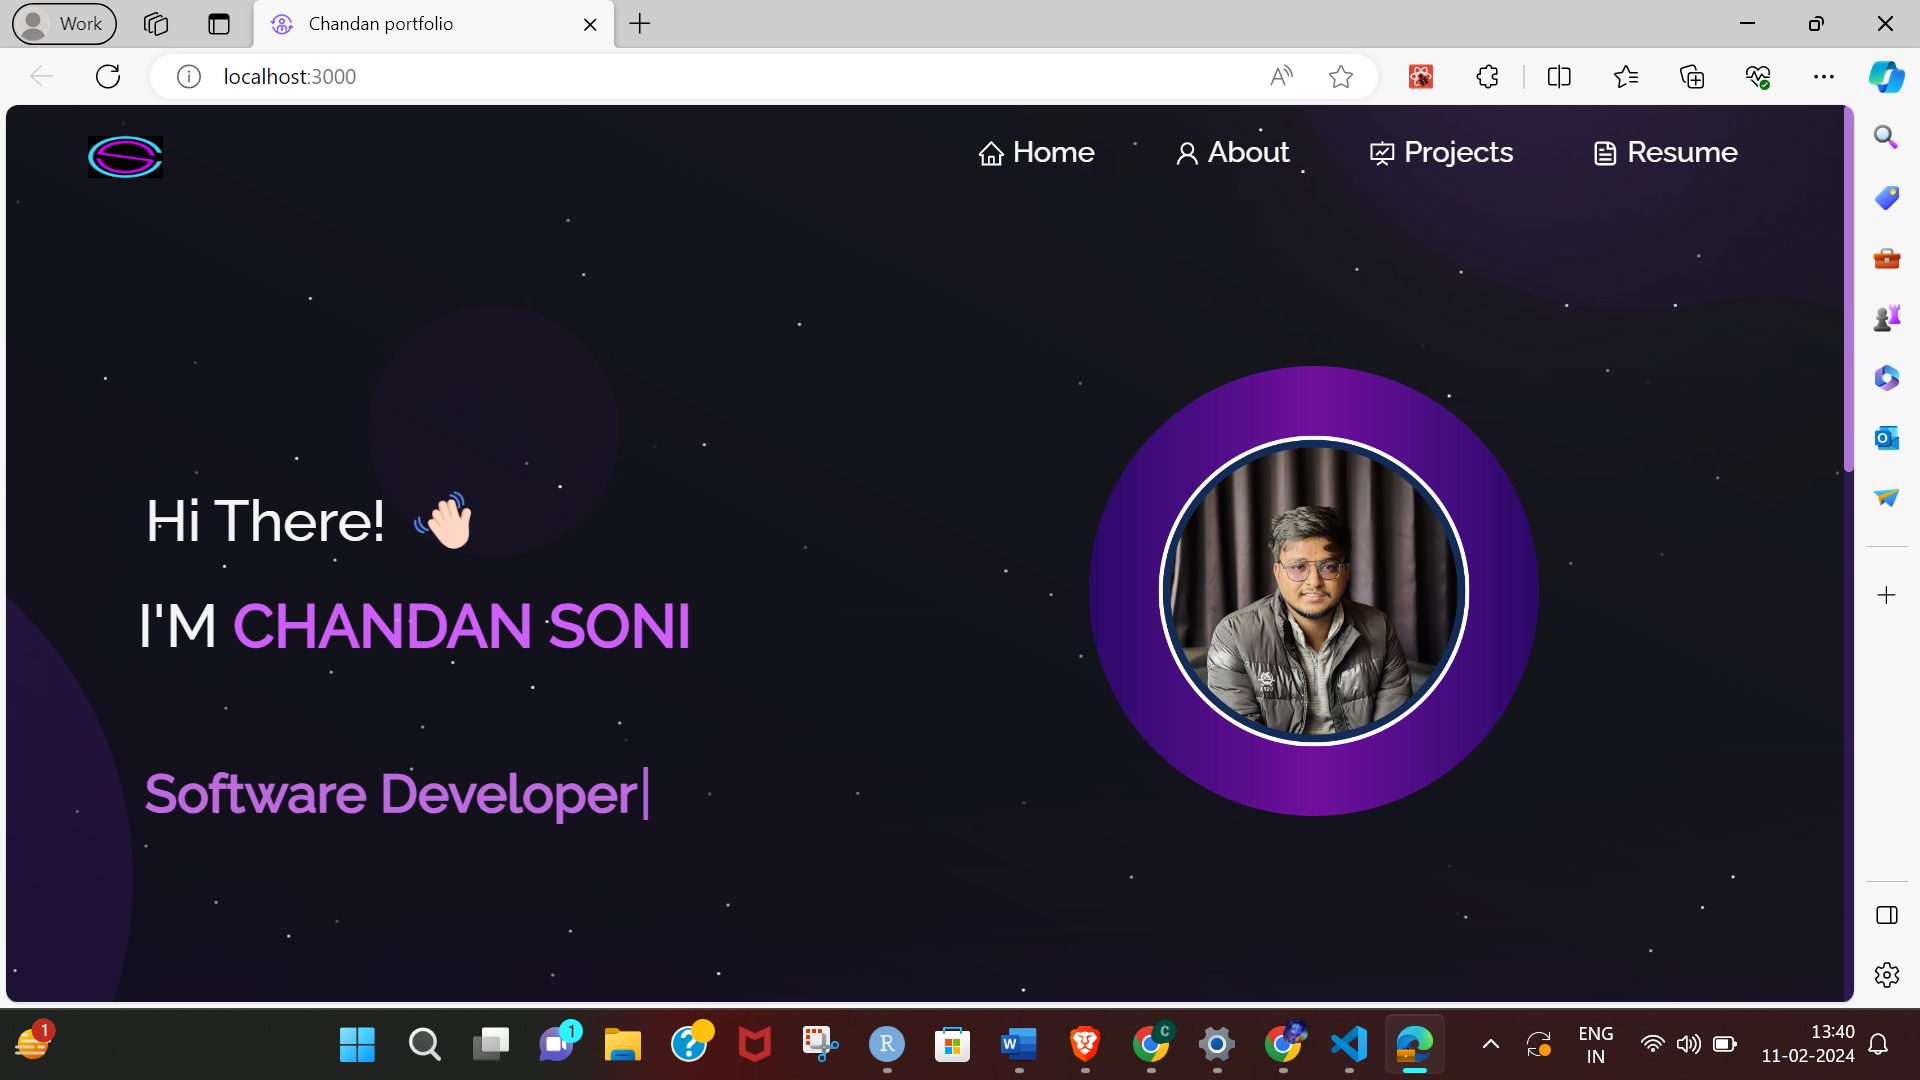 Work
Chandan portfolio
localhost:3000
Home
About
Projects
Resume
Hi There!
I'M CHANDAN SONI
Software Developer|
1
1
R
W
C
ENG
IN
13:40
11-02-2024